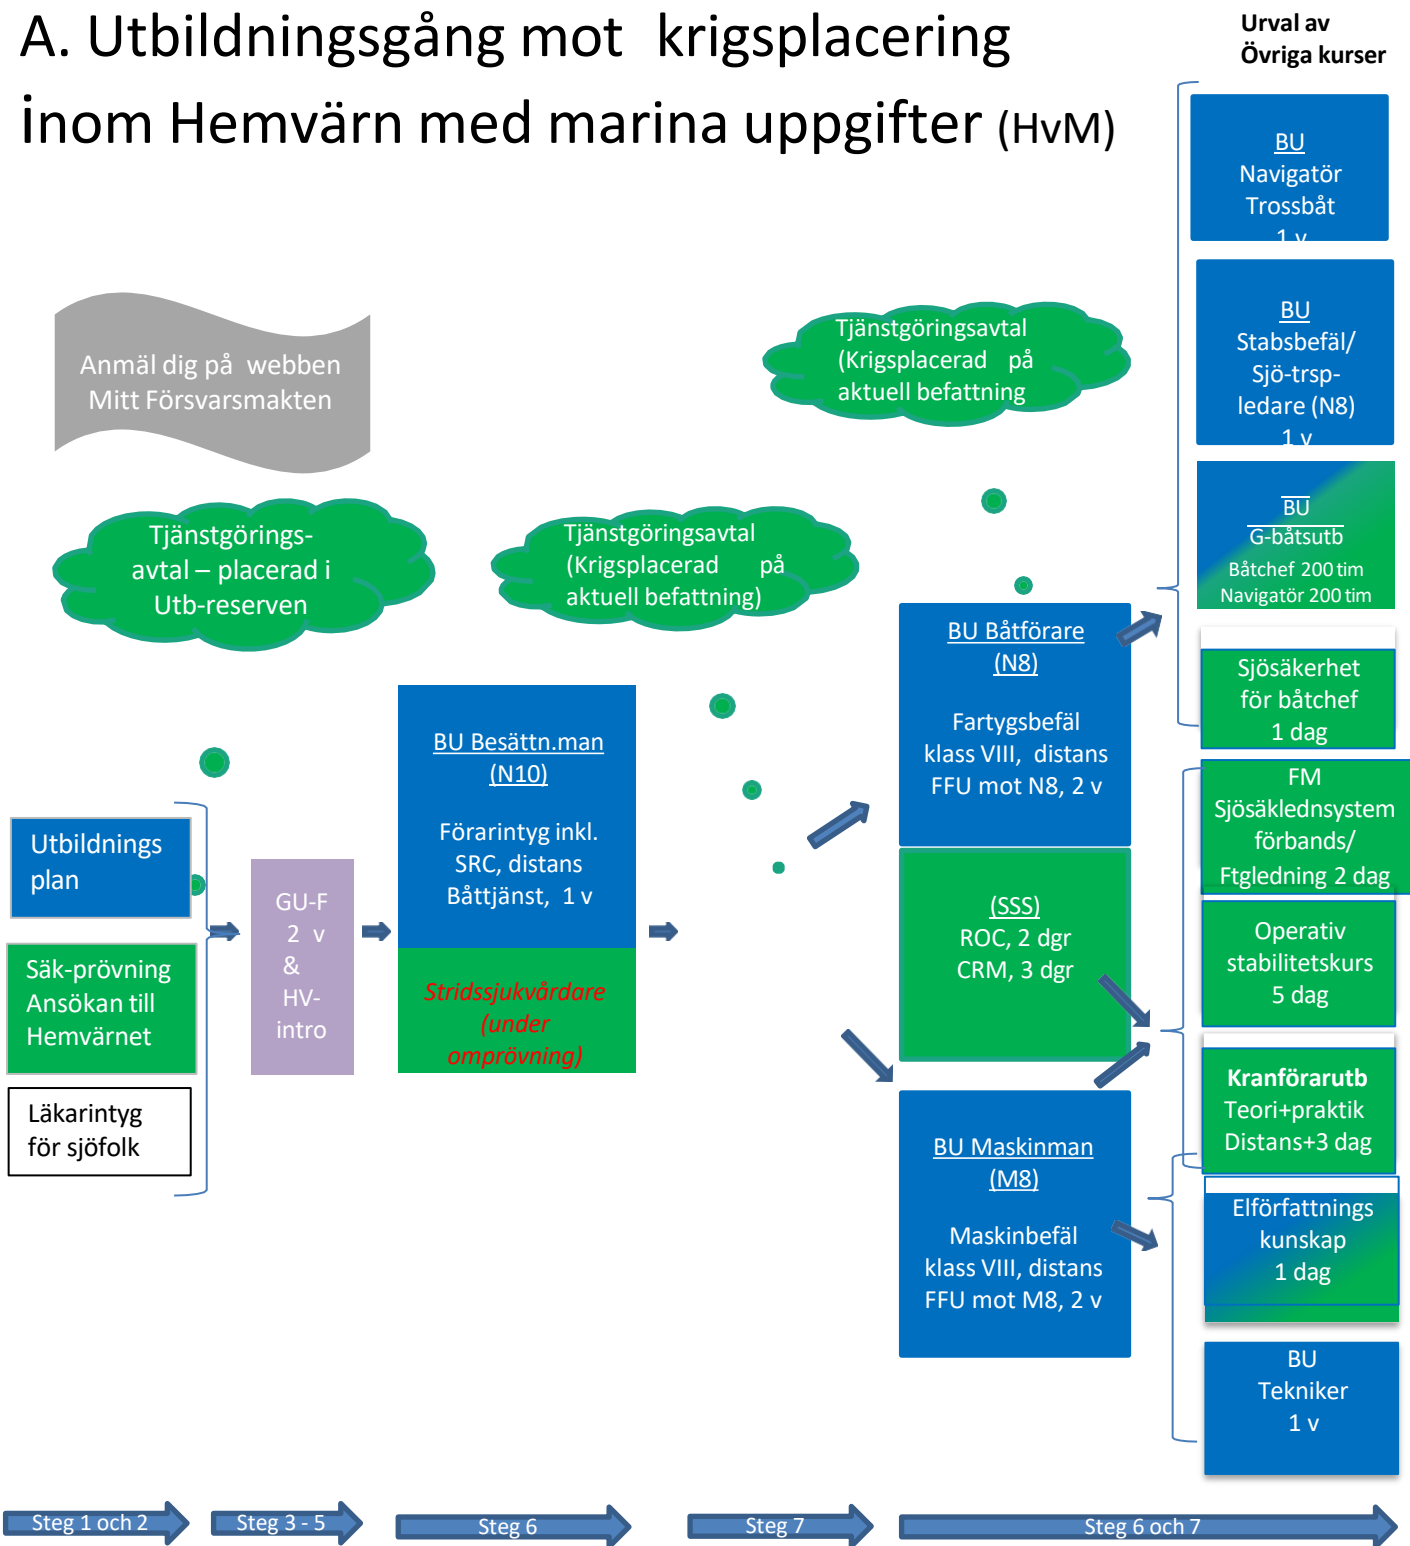 A. Utbildningsgång mot krigsplacering
inom Hemvärn med marina uppgifter (HvM)
Urval av
Övriga kurser
Anmäl dig på webben
Mitt Försvarsmakten
Tjänstgörings-
avtal – placerad i
Utb-reserven
Tjänstgöringsavtal
(Krigsplacerad på
aktuell befattning)
Tjänstgöringsavtal
(Krigsplacerad på
aktuell befattning
Utbildnings
plan
Säk-prövning
Ansökan till
Hemvärnet
Läkarintyg
för sjöfolk
GU-F
2 v
&
HV-
intro
BU Besättn.man
(N10)
Förarintyg inkl.
SRC, distans
Båttjänst, 1 v
Stridssjukvårdare
(under
omprövning)
BU Båtförare
(N8)
Fartygsbefäl
klass VIII, distans
FFU mot N8, 2 v
(SSS)
ROC, 2 dgr
CRM, 3 dgr
BU Maskinman
(M8)
Maskinbefäl
klass VIII, distans
FFU mot M8, 2 v
BU
Navigatör
Trossbåt
1 v
BU
Stabsbefäl/
Sjö-trsp-
ledare (N8)
1 v
BU
G-båtsutb
Båtchef 200 tim
Navigatör 200 tim
Sjösäkerhet
för båtchef
1 dag
FM
Sjösäklednsystem
förbands/
Ftgledning 2 dag
Operativ
stabilitetskurs
5 dag
Kranförarutb
Teori+praktik
Distans+3 dag
Elförfattnings
kunskap
1 dag
BU
Tekniker
1 v
Steg 1 och 2
Steg 3 - 5
Steg 6
Steg 7
Steg 6 och 7